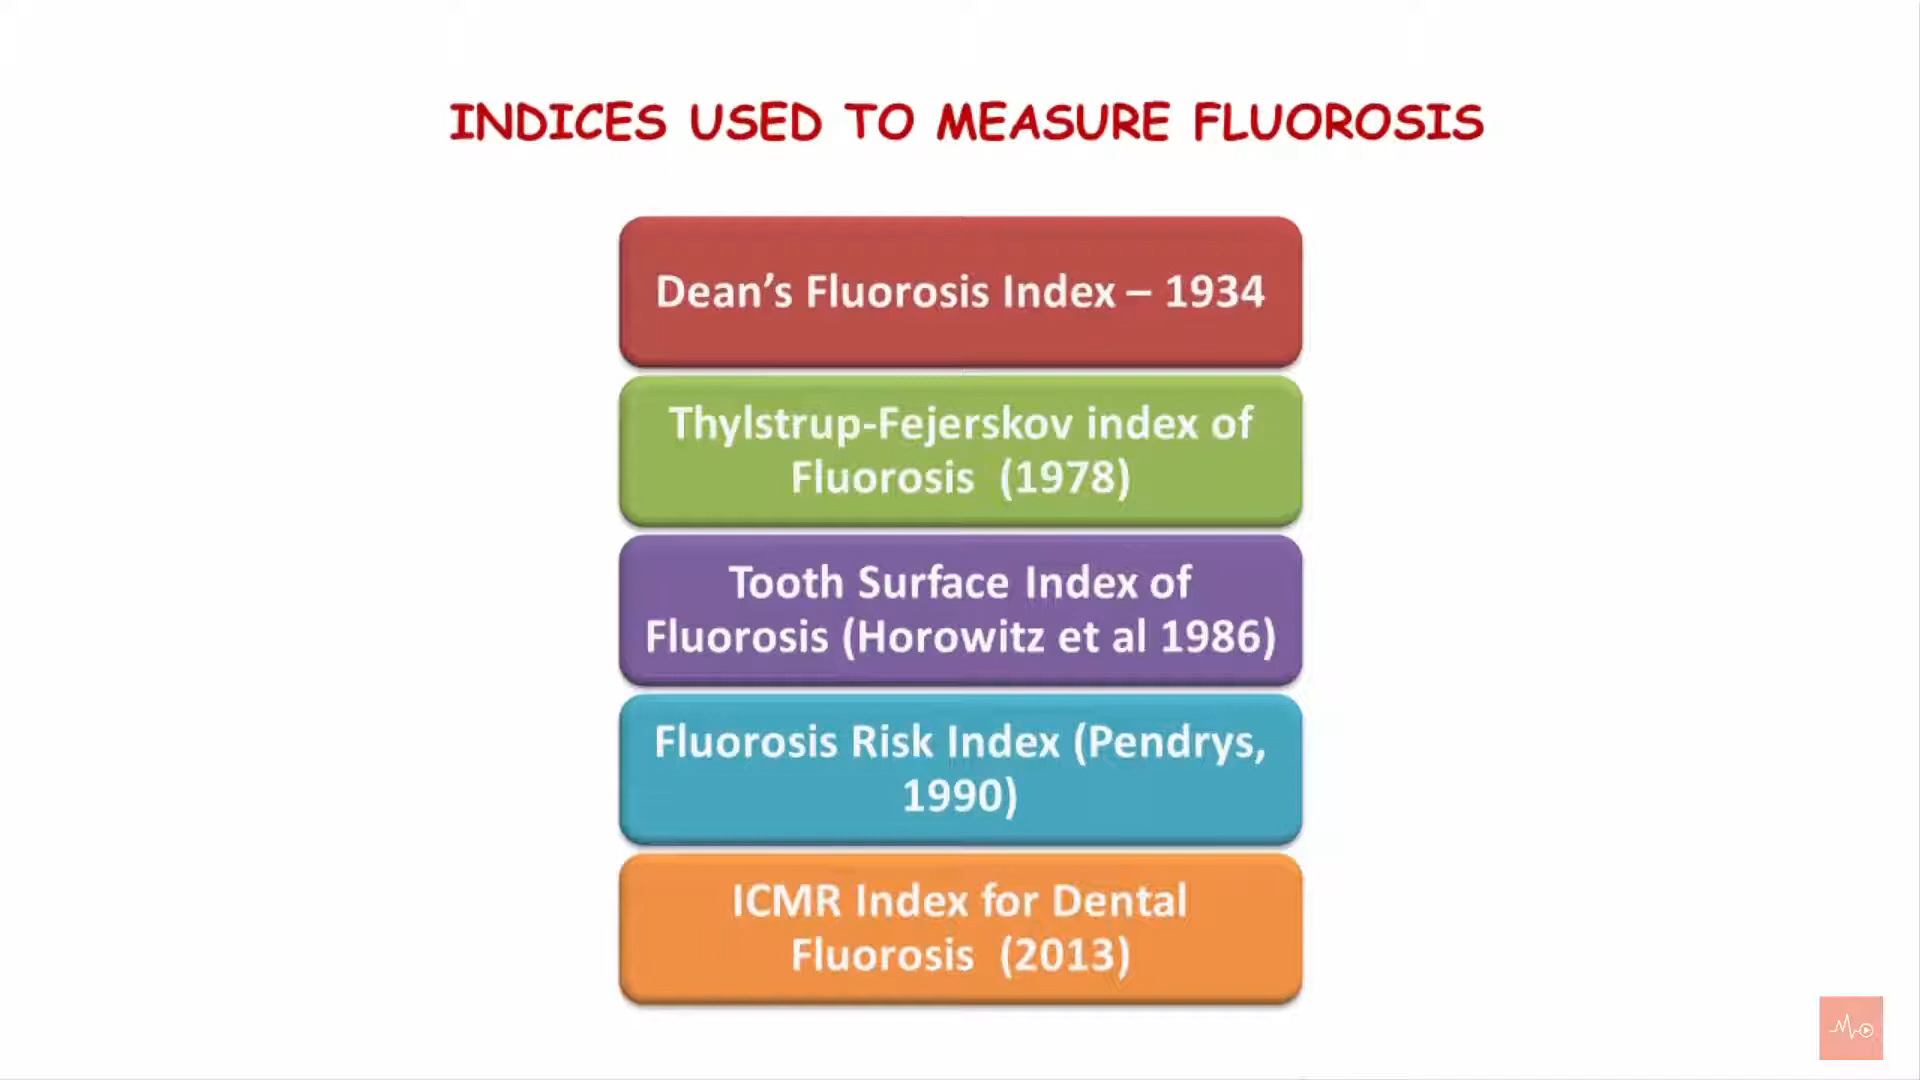 INDICES USED TO MEASURE FLUOROSIS
Dean’s Fluorosis Index – 1934
Thylstrup-Fejerskov index of
Fluorosis  (1978)
Tooth Surface Index of
Fluorosis (Horowitz et al 1986)
Fluorosis Risk Index (Pendrys,
1990)
ICMR Index for Dental
Fluorosis  (2013)